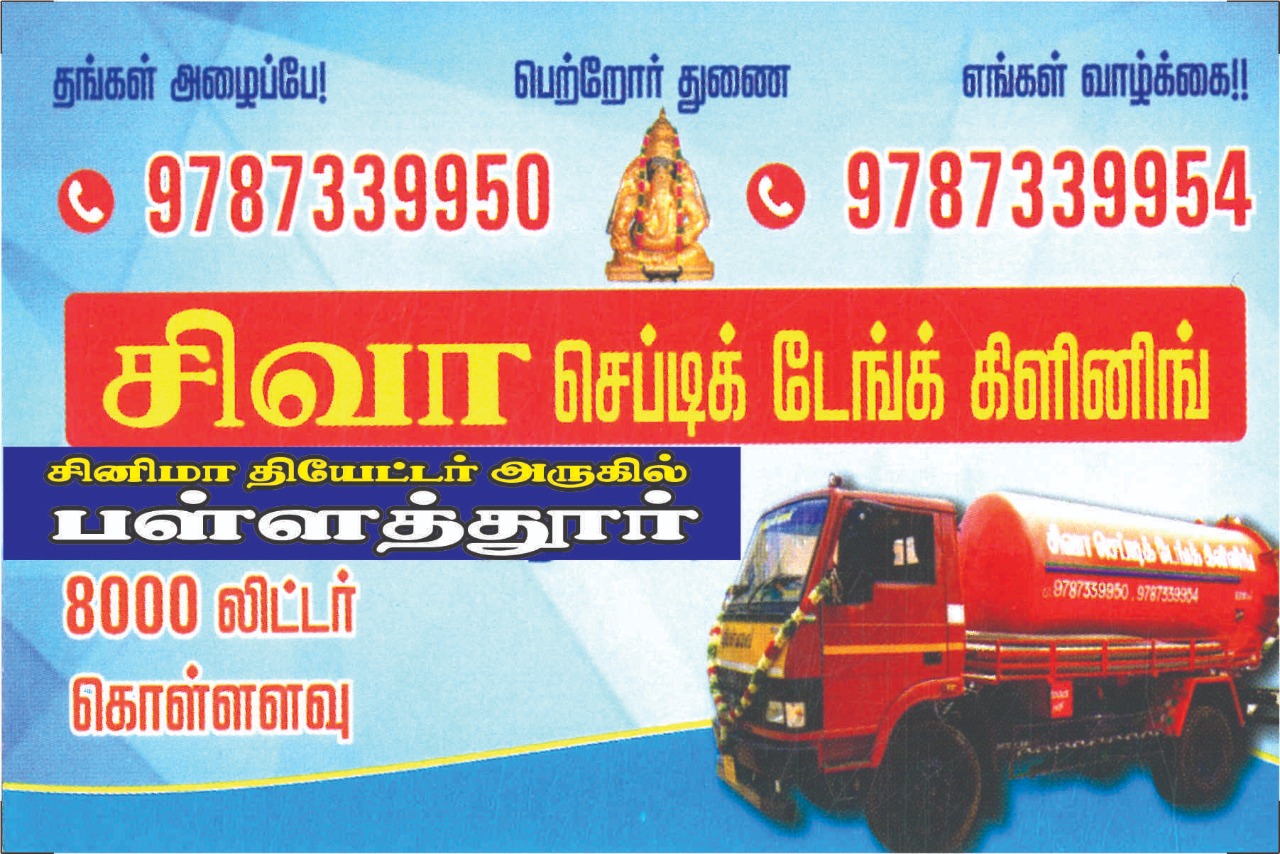 தங்கள் அழைப்பே! பெற்றோர் துணை எங்கள் வாழ்க்கை!!
9787339950 9787339954
சிவா செப்டிக் டேங்க் கிளினிங்
சினிமா தியேட்டர் அருகில்
பள்ளத்தூர்
8000 லிட்டர்
கொள்ளளவு
சிவா செப்டிக் டேங்க் கிளினிங்
9787339950 , 9787339954